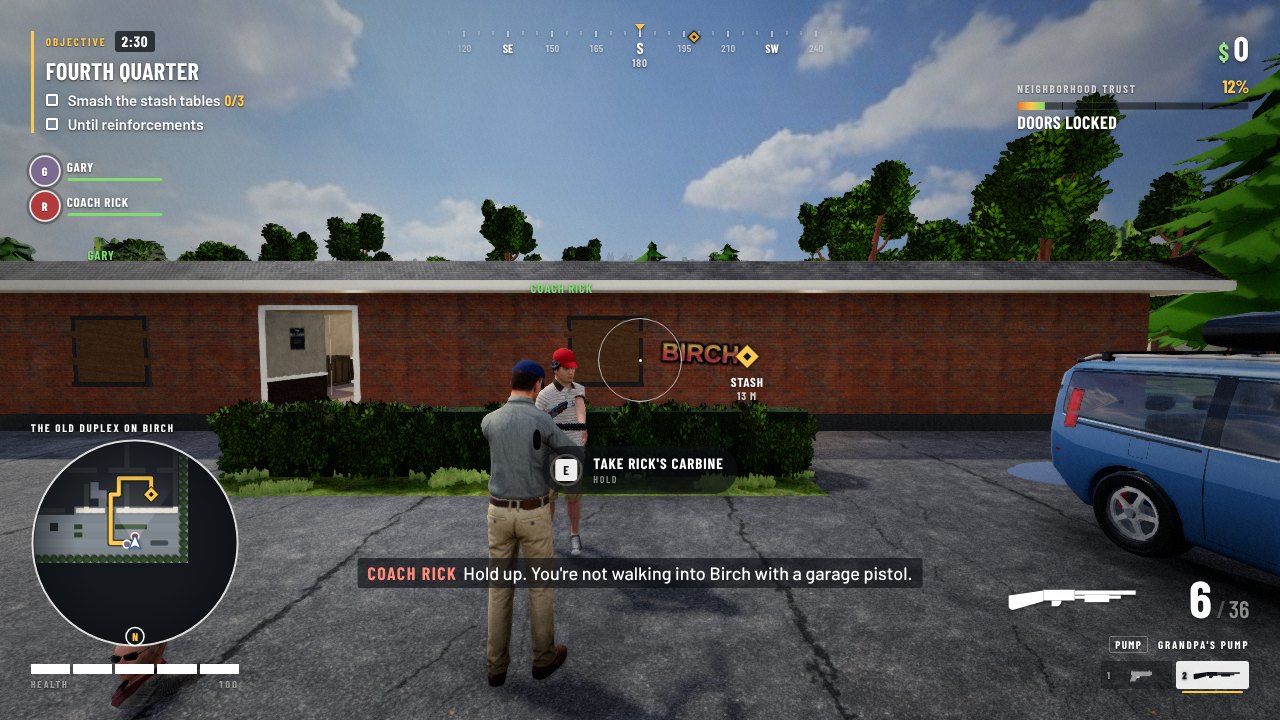 OBJECTIVE 2:30
FOURTH QUARTER
Smash the stash tables 0/3
Until reinforcements
G GARY
R COACH RICK
120 SE 150 165 S 195 210 SW 240
180
$ 0
NEIGHBORHOOD TRUST 12%
DOORS LOCKED
GARY
COACH RICK
BIRCH
STASH
13 M
THE OLD DUPLEX ON BIRCH
E TAKE RICK'S CARBINE
HOLD
COACH RICK Hold up. You're not walking into Birch with a garage pistol.
N
HEALTH 100
6 / 36
PUMP GRANDPA'S PUMP
1 2